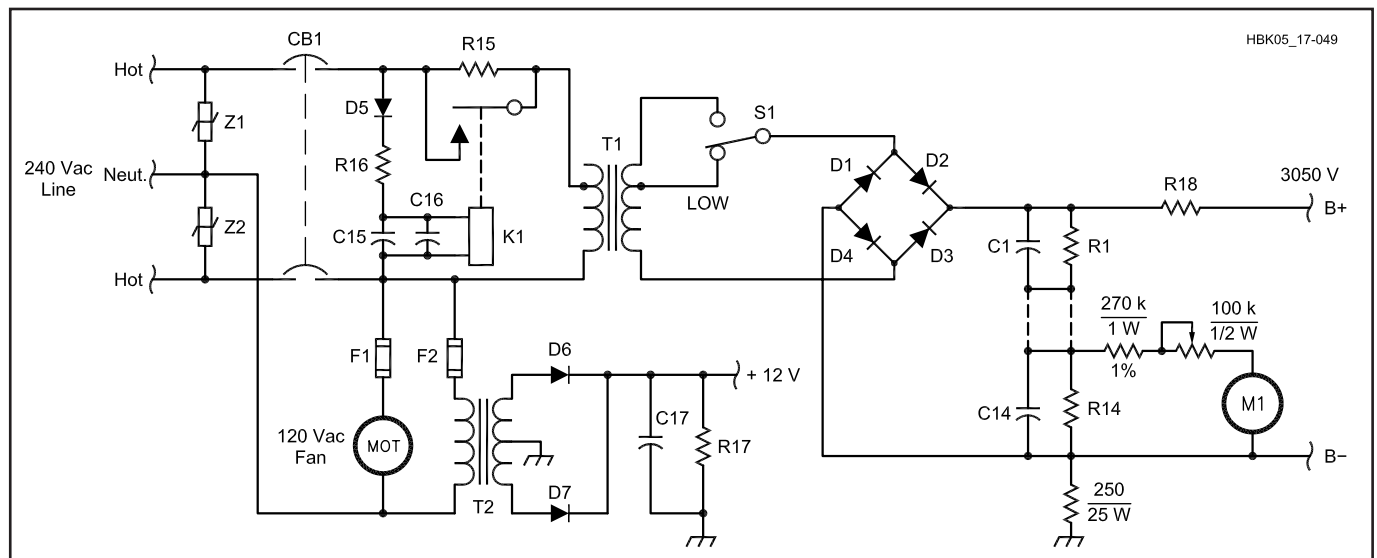 HBK05_17-049
CB1
R15
Hot
D5
Z1
R16
C16
240 Vac
Line
Neut.
Z2
C15
K1
Hot
T1
S1
LOW
D1
D2
D4
D3
R18
3050 V
B+
C1
R1
270 k
1 W
1%
100 k
1/2 W
F1
F2
D6
+ 12 V
C14
R14
M1
120 Vac
Fan
MOT
C17
R17
T2
D7
B−
250
25 W